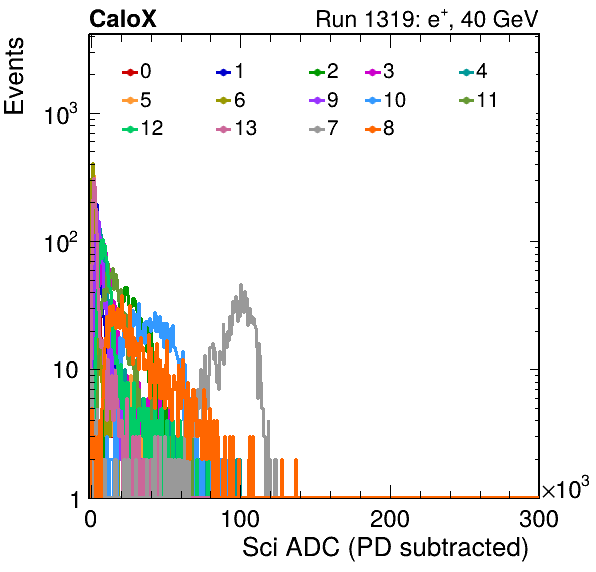 CaloX Run 1319: e⁺, 40 GeV
Events
0 1 2 3 4
5 6 9 10 11
12 13 7 8
10³
10²
10
1
0 100 200 300
×10³
Sci ADC (PD subtracted)